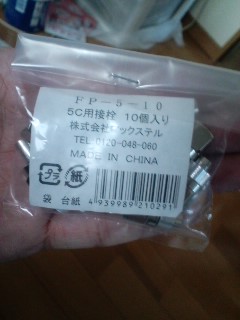 FP-5-10
5C用接栓 10個入り
株式会社マックステル
TEL 0120-048-060
MADE IN CHINA
プラ 紙
袋 台紙
4939989210291